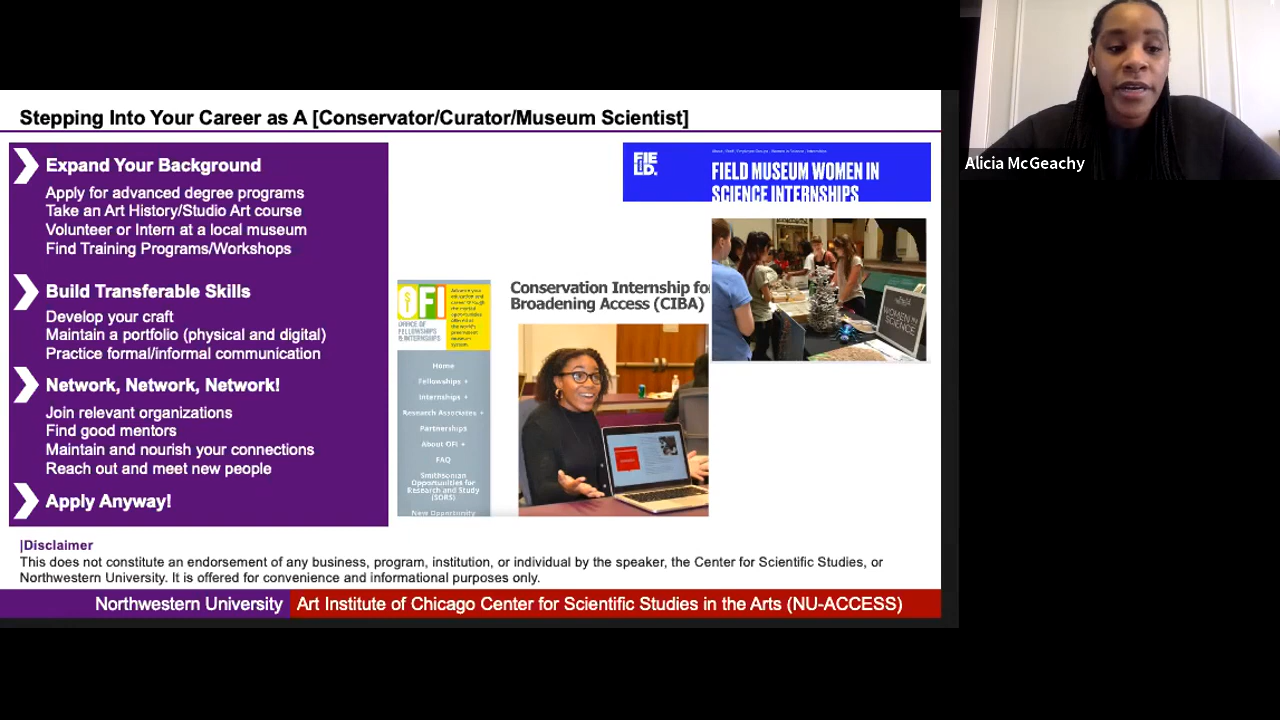 Stepping Into Your Career as A [Conservator/Curator/Museum Scientist]
Expand Your Background
Apply for advanced degree programs
Take an Art History/Studio Art course
Volunteer or Intern at a local museum
Find Training Programs/Workshops
Build Transferable Skills
Develop your craft
Maintain a portfolio (physical and digital)
Practice formal/informal communication
Network, Network, Network!
Join relevant organizations
Find good mentors
Maintain and nourish your connections
Reach out and meet new people
Apply Anyway!
OFI
OFFICE OF
FELLOWSHIPS
& INTERNSHIPS
Home
Fellowships +
Internships +
Research Associates +
Partnerships
About OFI +
FAQ
Smithsonian
Opportunities for
Research and Study
(SORS)
New Opportunity
Conservation Internship for
Broadening Access (CIBA)
FIELD
FIELD MUSEUM WOMEN IN
SCIENCE INTERNSHIPS
WOMEN IN
SCIENCE
|Disclaimer
This does not constitute an endorsement of any business, program, institution, or individual by the speaker, the Center for Scientific Studies, or
Northwestern University. It is offered for convenience and informational purposes only.
Northwestern University
Art Institute of Chicago Center for Scientific Studies in the Arts (NU-ACCESS)
Alicia McGeachy